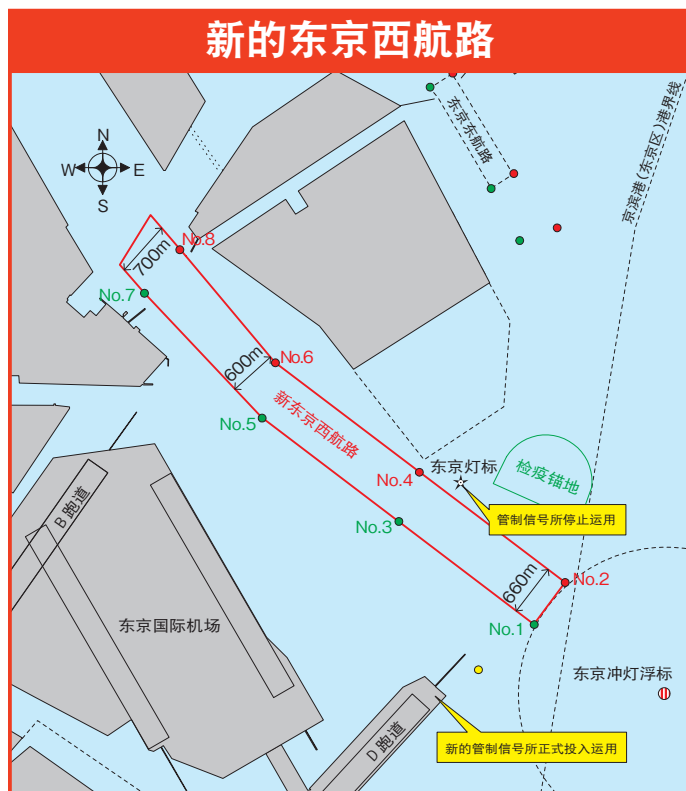 新的东京西航路
东京东航路
京滨港(东京区)港界线
N
W
E
S
No.8
700m
No.7
No.6
600m
新东京西航路
No.5
No.4
东京灯标
检疫锚地
管制信号所停止运用
No.3
B跑道
No.2
660m
No.1
东京国际机场
东京冲灯浮标
D跑道
新的管制信号所正式投入运用